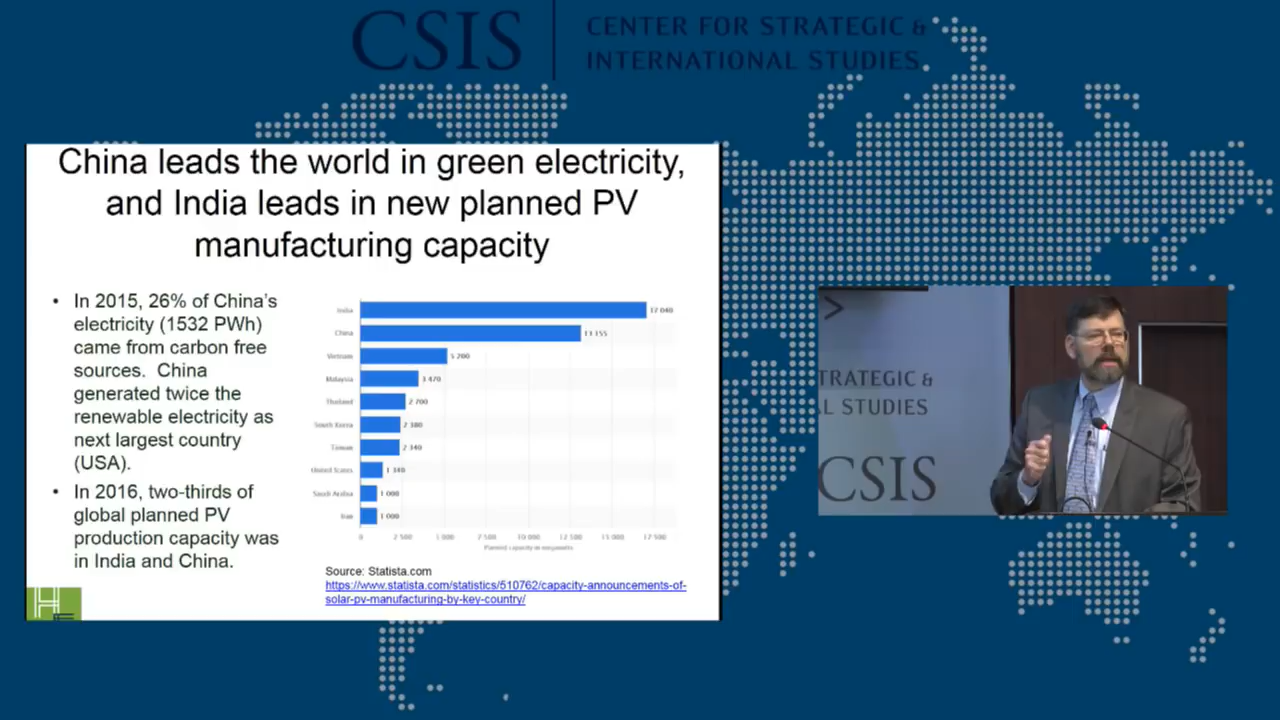 CSIS
CENTER FOR STRATEGIC &
INTERNATIONAL STUDIES
China leads the world in green electricity,
and India leads in new planned PV
manufacturing capacity
• In 2015, 26% of China's
electricity (1532 PWh)
came from carbon free
sources. China
generated twice the
renewable electricity as
next largest country
(USA).
• In 2016, two-thirds of
global planned PV
production capacity was
in India and China.
India 17 040
China 13 155
Vietnam 5 200
Malaysia 3 470
Thailand 2 700
South Korea 2 380
Taiwan 2 340
United States 1 340
Saudi Arabia 1 000
Iran 1 000
0 2 500 10 000 12 500 17 500
Planned capacity in megawatts
Source: Statista.com
https://www.statista.com/statistics/510762/capacity-announcements-of-
solar-pv-manufacturing-by-key-country/
H
TRATEGIC &
L STUDIES
CSIS